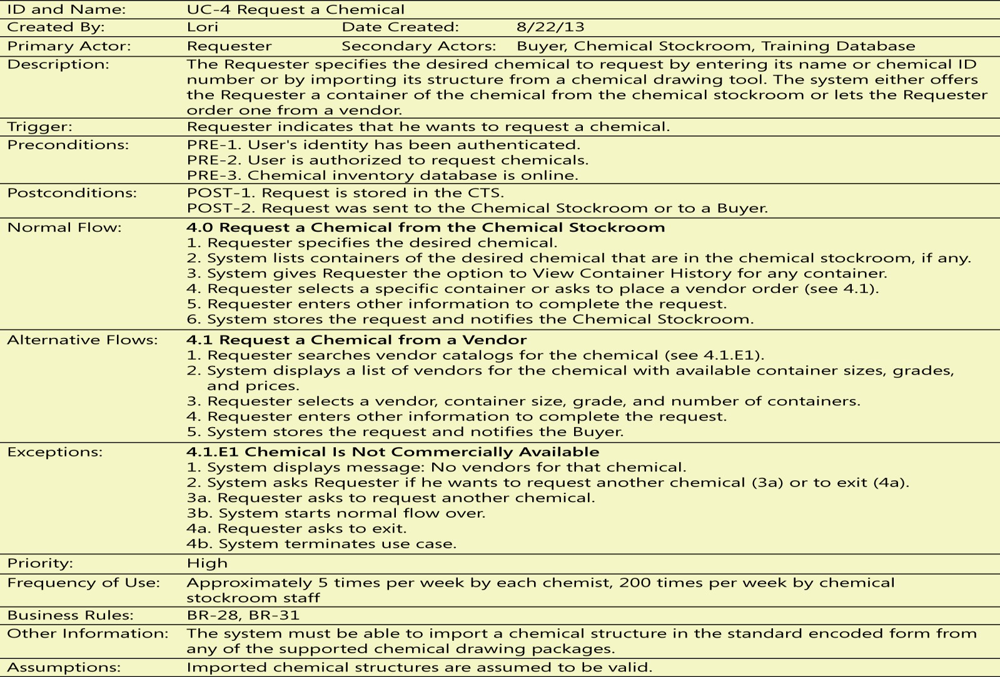 ID and Name: UC-4 Request a Chemical
Created By: Lori Date Created: 8/22/13
Primary Actor: Requester Secondary Actors: Buyer, Chemical Stockroom, Training Database
Description: The Requester specifies the desired chemical to request by entering its name or chemical ID
number or by importing its structure from a chemical drawing tool. The system either offers
the Requester a container of the chemical from the chemical stockroom or lets the Requester
order one from a vendor.
Trigger: Requester indicates that he wants to request a chemical.
Preconditions: PRE-1. User's identity has been authenticated.
PRE-2. User is authorized to request chemicals.
PRE-3. Chemical inventory database is online.
Postconditions: POST-1. Request is stored in the CTS.
POST-2. Request was sent to the Chemical Stockroom or to a Buyer.
Normal Flow: 4.0 Request a Chemical from the Chemical Stockroom
1. Requester specifies the desired chemical.
2. System lists containers of the desired chemical that are in the chemical stockroom, if any.
3. System gives Requester the option to View Container History for any container.
4. Requester selects a specific container or asks to place a vendor order (see 4.1).
5. Requester enters other information to complete the request.
6. System stores the request and notifies the Chemical Stockroom.
Alternative Flows: 4.1 Request a Chemical from a Vendor
1. Requester searches vendor catalogs for the chemical (see 4.1.E1).
2. System displays a list of vendors for the chemical with available container sizes, grades,
and prices.
3. Requester selects a vendor, container size, grade, and number of containers.
4. Requester enters other information to complete the request.
5. System stores the request and notifies the Buyer.
Exceptions: 4.1.E1 Chemical Is Not Commercially Available
1. System displays message: No vendors for that chemical.
2. System asks Requester if he wants to request another chemical (3a) or to exit (4a).
3a. Requester asks to request another chemical.
3b. System starts normal flow over.
4a. Requester asks to exit.
4b. System terminates use case.
Priority: High
Frequency of Use: Approximately 5 times per week by each chemist, 200 times per week by chemical
stockroom staff
Business Rules: BR-28, BR-31
Other Information: The system must be able to import a chemical structure in the standard encoded form from
any of the supported chemical drawing packages.
Assumptions: Imported chemical structures are assumed to be valid.